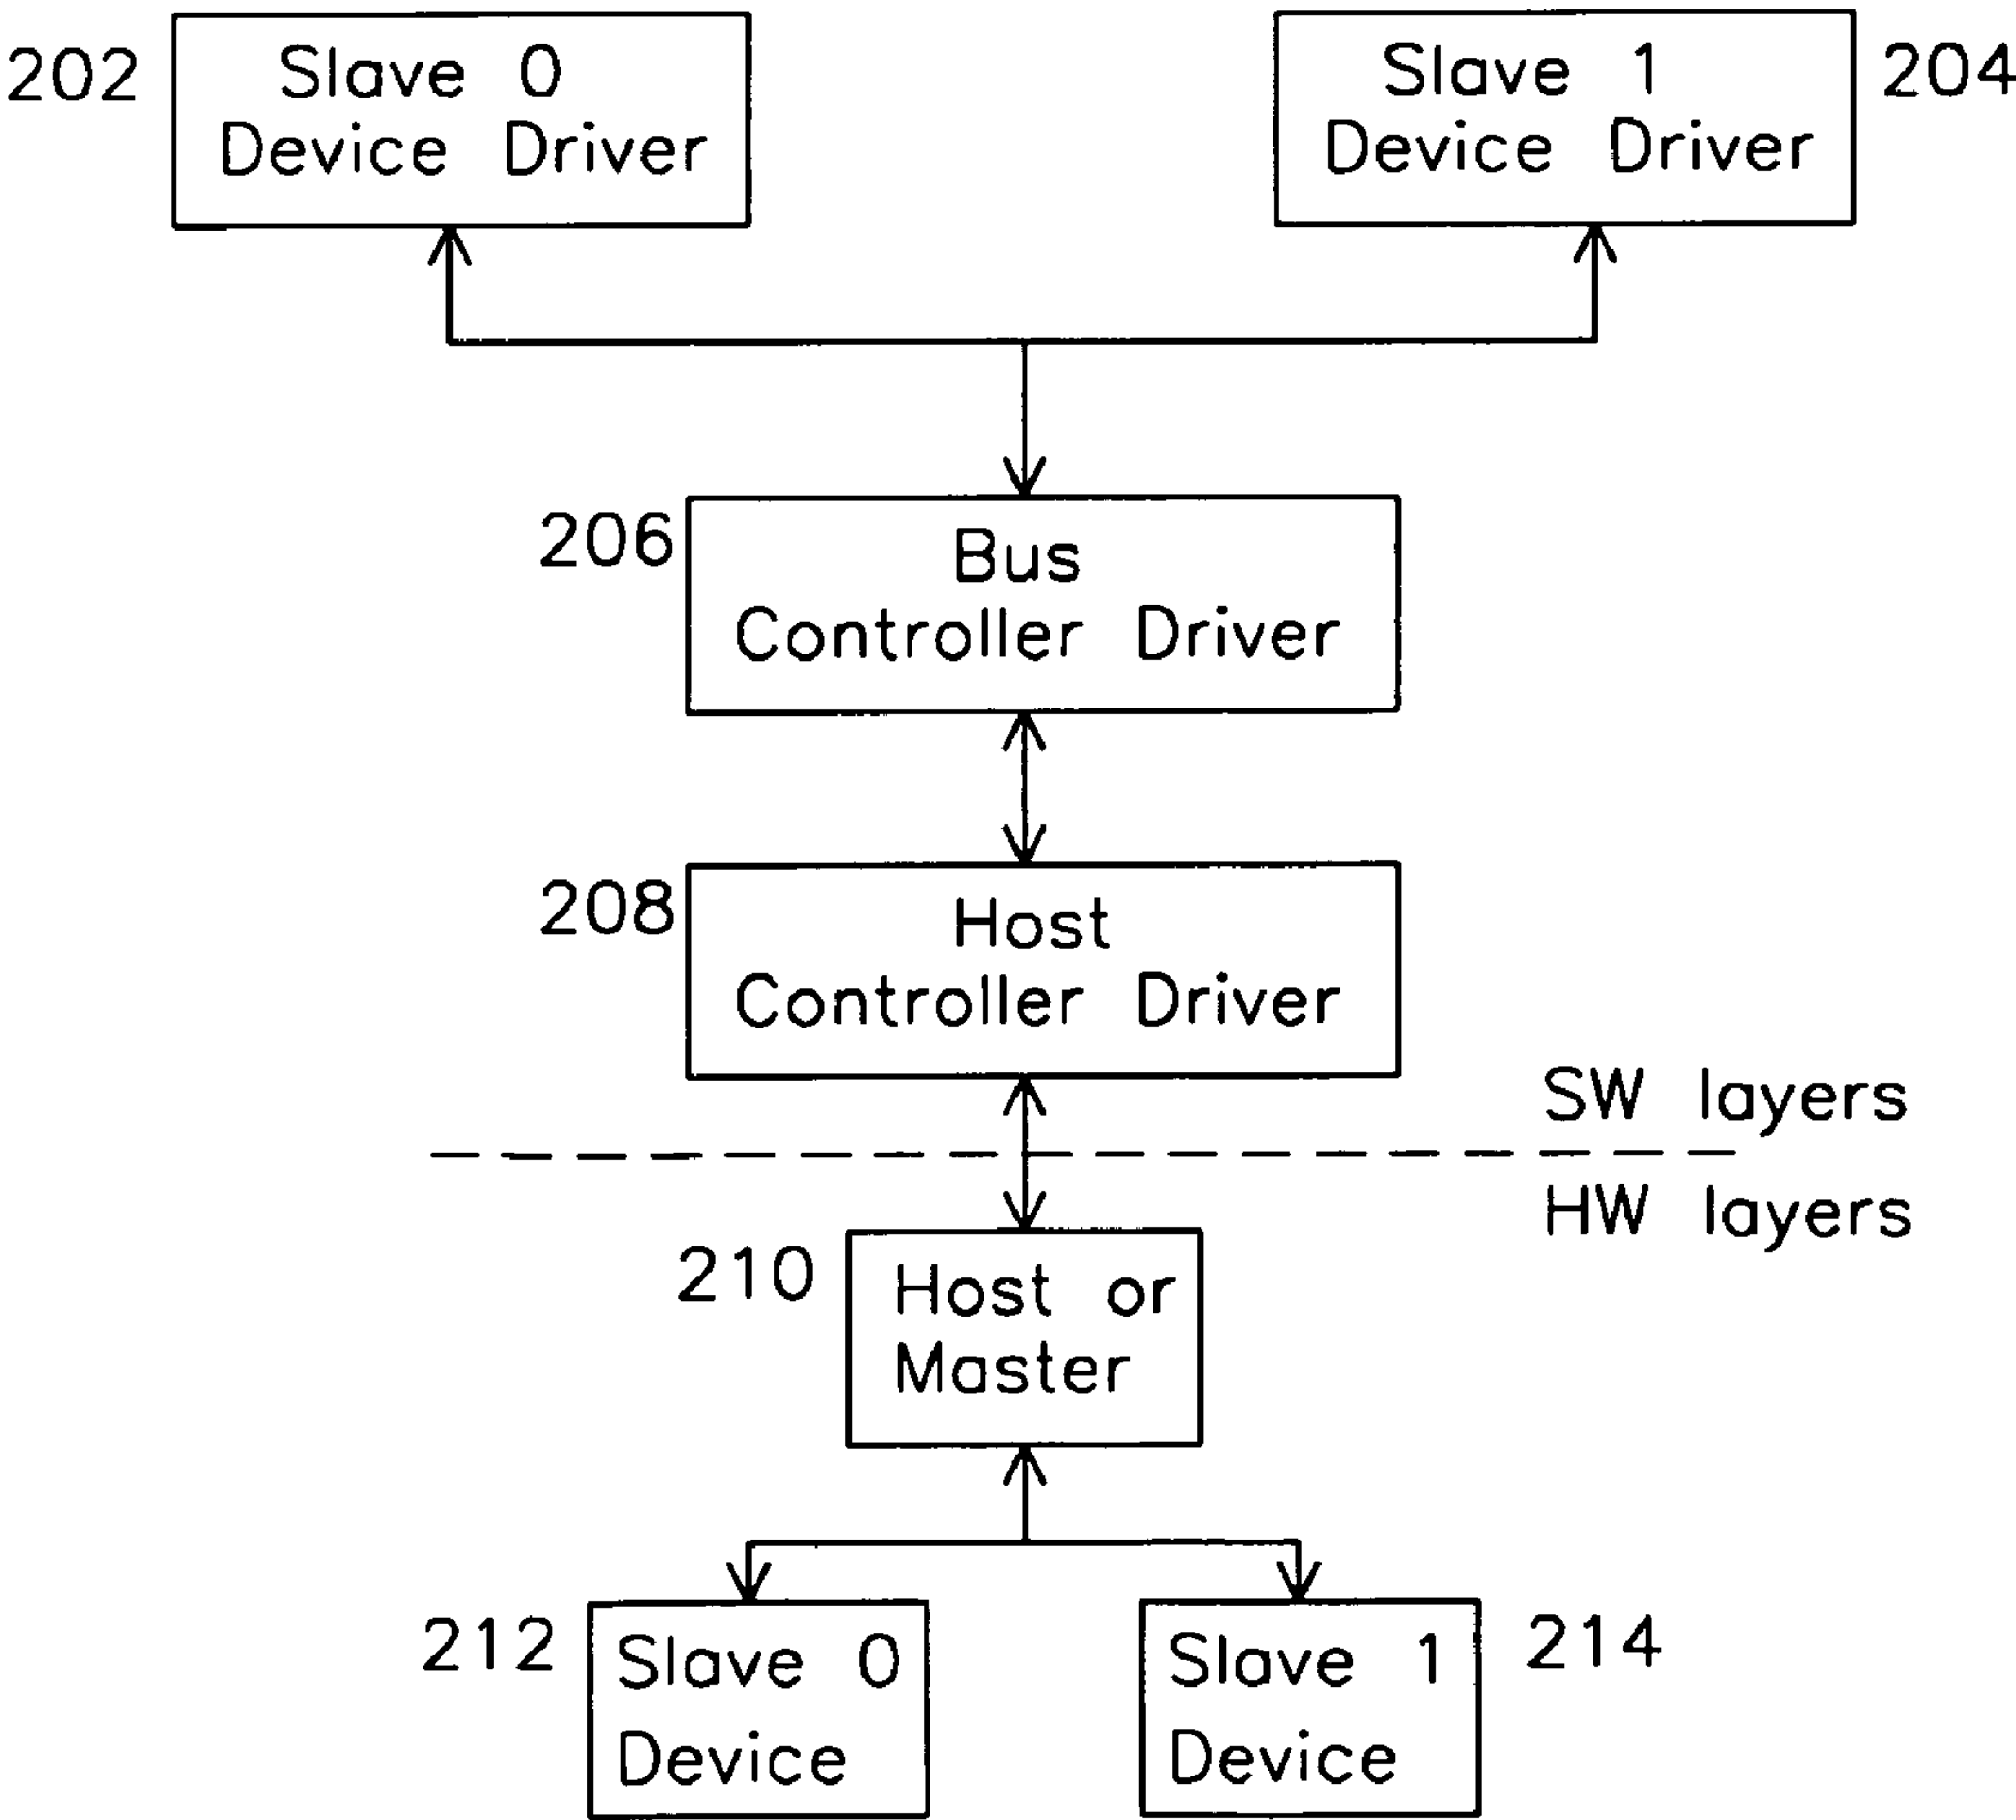 202
Slave 0
Device Driver
Slave 1
Device Driver
204
206
Bus
Controller Driver
208
Host
Controller Driver
SW layers
HW layers
210
Host or
Master
212
Slave 0
Device
Slave 1
Device
214